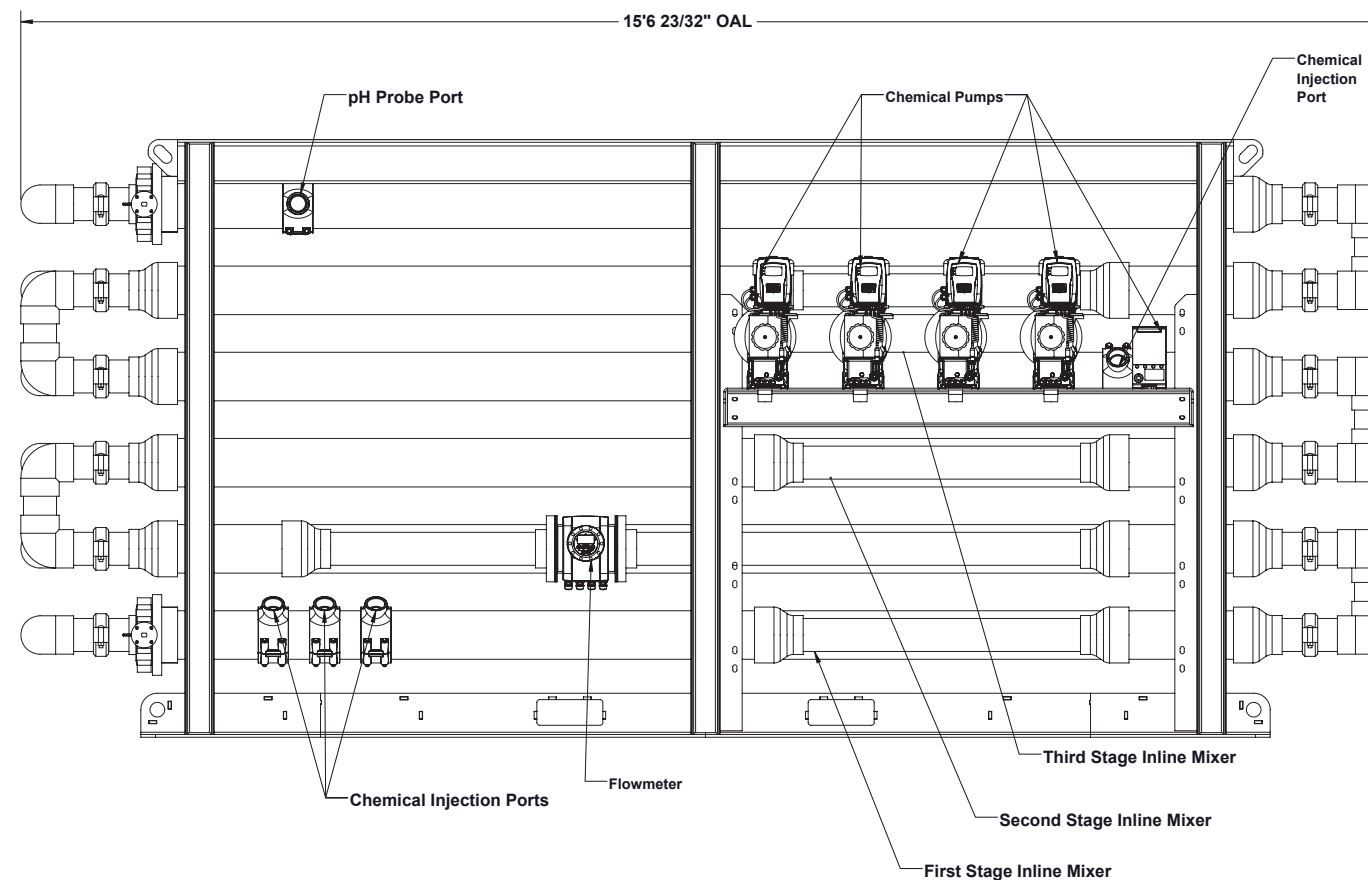 15'6 23/32" OAL
pH Probe Port
Chemical Pumps
Chemical
Injection
Port
Third Stage Inline Mixer
Flowmeter
Chemical Injection Ports
Second Stage Inline Mixer
First Stage Inline Mixer